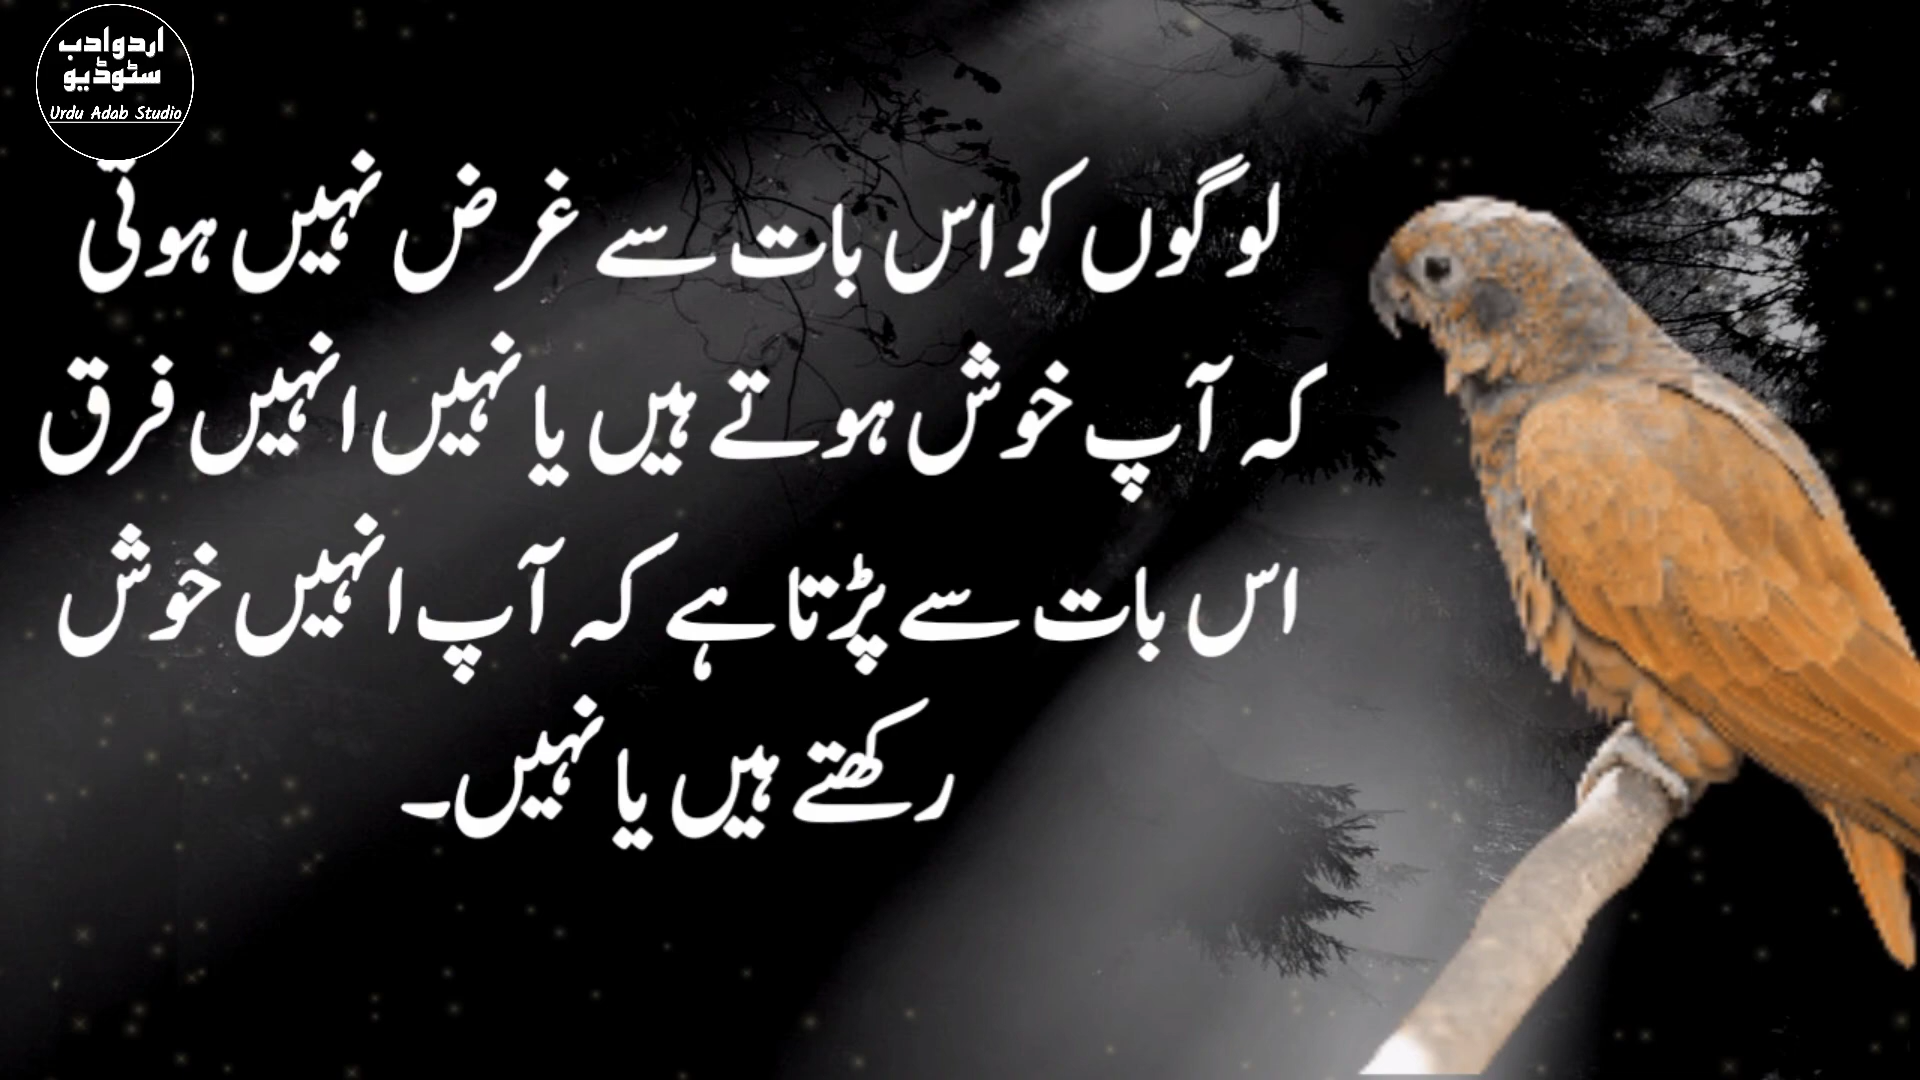 اردو ادب
سٹوڈیو
Urdu Adab Studio
لوگوں کو اس بات سے غرض نہیں ہوتی
کہ آپ خوش ہوتے ہیں یا نہیں انہیں فرق
اس بات سے پڑتا ہے کہ آپ انہیں خوش
رکھتے ہیں یا نہیں۔